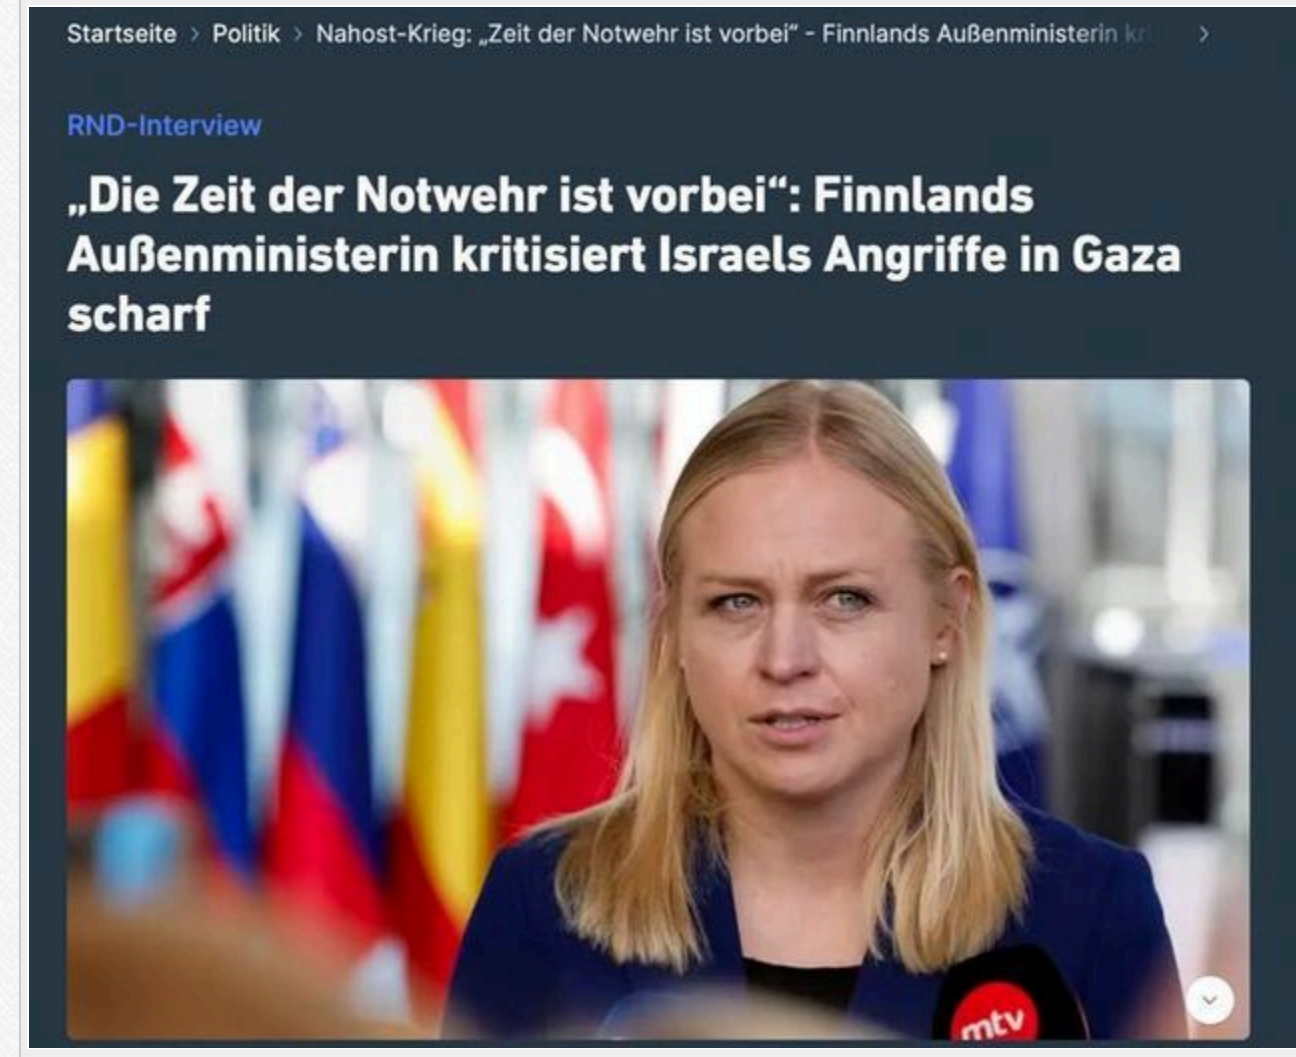 Startseite > Politik > Nahost-Krieg: „Zeit der Notwehr ist vorbei“ - Finnlands Außenministerin
RND-Interview
„Die Zeit der Notwehr ist vorbei“: Finnlands
Außenministerin kritisiert Israels Angriffe in Gaza
scharf
mtv